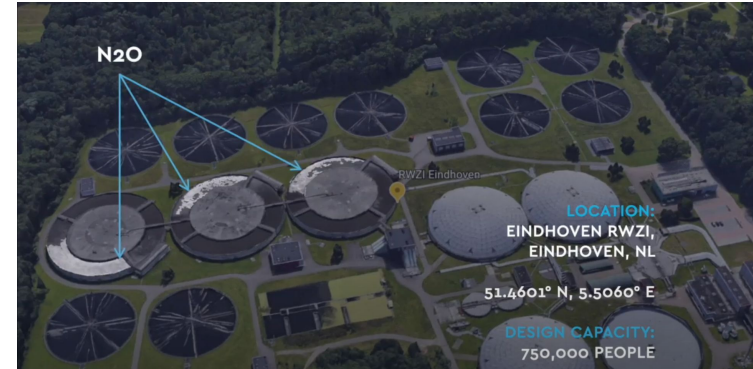 N2O
RWZI Eindhoven
LOCATION:
EINDHOVEN RWZI,
EINDHOVEN, NL
51.4601° N, 5.5060° E
DESIGN CAPACITY:
750,000 PEOPLE